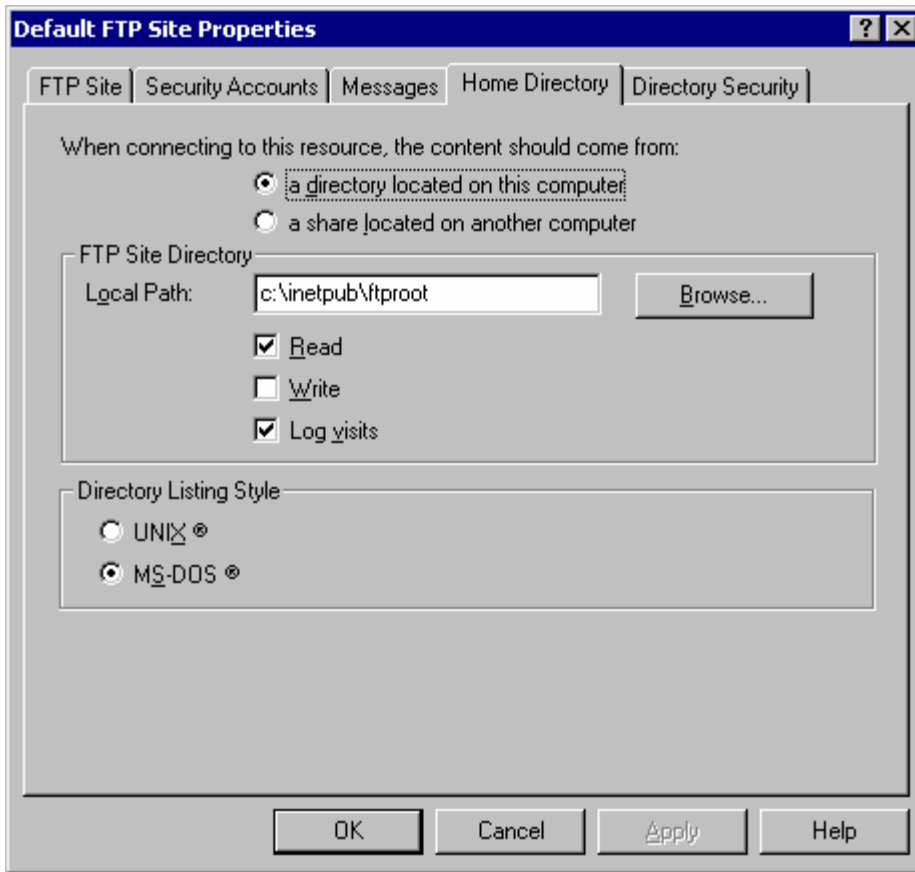 Default FTP Site Properties
FTP Site Security Accounts Messages Home Directory Directory Security
When connecting to this resource, the content should come from:
a directory located on this computer
a share located on another computer
FTP Site Directory
Local Path: c:\inetpub\ftproot Browse...
Read
Write
Log visits
Directory Listing Style
UNIX ®
MS-DOS ®
OK Cancel Apply Help